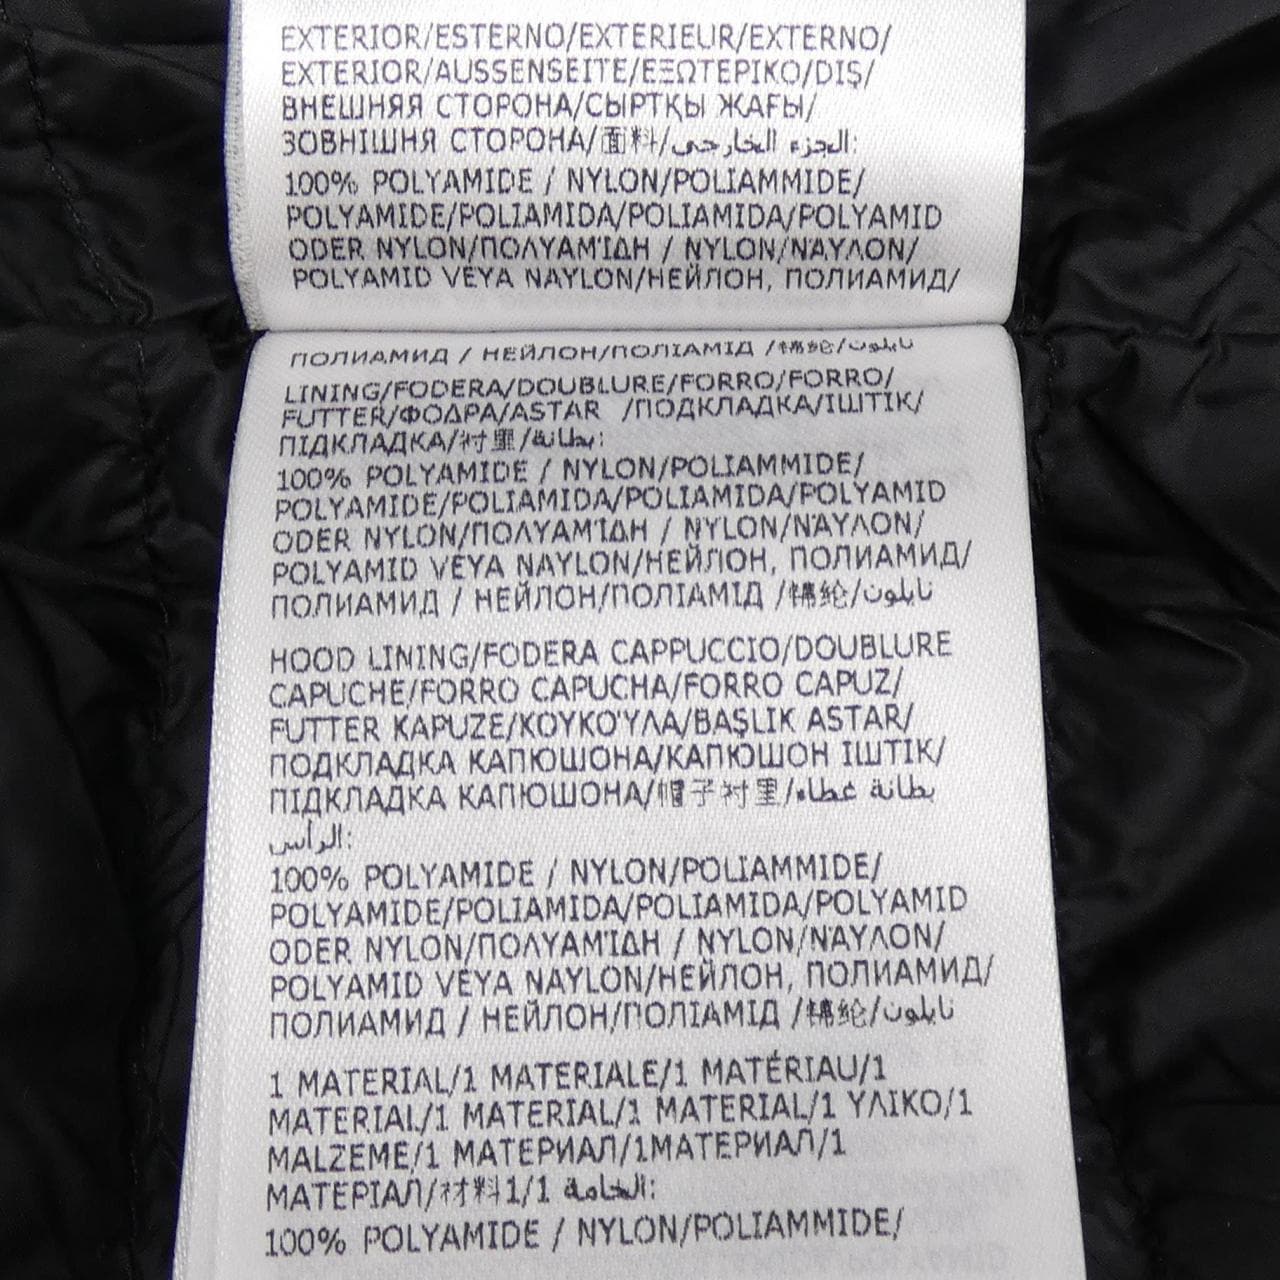 EXTERIOR/ESTERNO/EXTERIEUR/EXTERNO/
EXTERIOR/AUSSENSEITE/ΕΞΩΤΕΡΙΚΟ/DIŞ/
ВНЕШНЯЯ СТОРОНА/СЫРТҚЫ ЖАҒЫ/
ЗОВНІШНЯ СТОРОНА/面料/الجزء الخارجي:
100% POLYAMIDE / NYLON/POLIAMMIDE/
POLYAMIDE/POLIAMIDA/POLIAMIDA/POLYAMID
ODER NYLON/ΠΟΛΥΑΜΊΔΗ / NYLON/ΝΆΥΛΟΝ/
POLYAMID VEYA NAYLON/НЕЙЛОН, ПОЛИАМИД/
ПОЛИАМИД / НЕЙЛОН/ПОЛІАМІД /锦纶/نايلون
LINING/FODERA/DOUBLURE/FORRO/FORRO/
FUTTER/ΦΟΔΡΑ/ASTAR /ПОДКЛАДКА/ІШТІК/
ПІДКЛАДКА/衬里/بطانة:
100% POLYAMIDE / NYLON/POLIAMMIDE/
POLYAMIDE/POLIAMIDA/POLIAMIDA/POLYAMID
ODER NYLON/ΠΟΛΥΑΜΊΔΗ / NYLON/ΝΆΥΛΟΝ/
POLYAMID VEYA NAYLON/НЕЙЛОН, ПОЛИАМИД/
ПОЛИАМИД / НЕЙЛОН/ПОЛІАМІД /锦纶/نايلون
HOOD LINING/FODERA CAPPUCCIO/DOUBLURE
CAPUCHE/FORRO CAPUCHA/FORRO CAPUZ/
FUTTER KAPUZE/ΚΟΥΚΟΎΛΑ/BAŞLIK ASTAR/
ПОДКЛАДКА КАПЮШОНА/КАПЮШОН ІШТІК/
ПІДКЛАДКА КАПЮШОНА/帽子衬里/بطانة غطاء
الرأس:
100% POLYAMIDE / NYLON/POLIAMMIDE/
POLYAMIDE/POLIAMIDA/POLIAMIDA/POLYAMID
ODER NYLON/ΠΟΛΥΑΜΊΔΗ / NYLON/ΝΆΥΛΟΝ/
POLYAMID VEYA NAYLON/НЕЙЛОН, ПОЛИАМИД/
ПОЛИАМИД / НЕЙЛОН/ПОЛІАМІД /锦纶/نايلون
1 MATERIAL/1 MATERIALE/1 MATÉRIAU/1
MATERIAL/1 MATERIAL/1 MATERIAL/1 ΥΛΙΚΟ/1
MALZEME/1 МАТЕРИАЛ/1МАТЕРИАЛ/1
МАТЕРІАЛ/材料1/1 الخامة:
100% POLYAMIDE / NYLON/POLIAMMIDE/